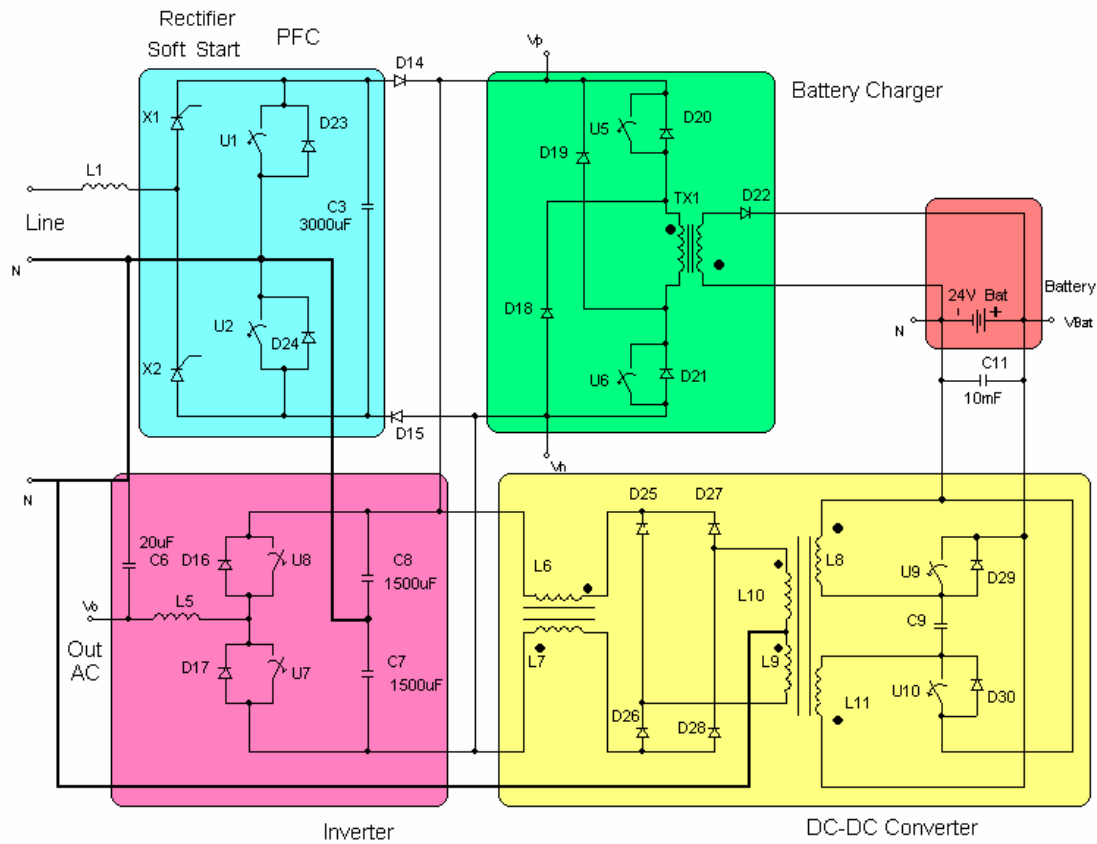 Rectifier
Soft Start
PFC
D14
Vp
Battery Charger
X1
U1
D23
U5
D20
D19
L1
Line
C3
3000uF
TX1
D22
N
D18
24V Bat
- +
Battery
N
VBat
U2
D24
X2
U6
D21
C11
10mF
D15
Vh
N
D25
D27
20uF
C6
D16
U8
C8
1500uF
L6
L10
L8
U9
D29
L5
Vo
Out
AC
C9
D17
U7
C7
1500uF
L7
L9
L11
U10
D30
D26
D28
Inverter
DC-DC Converter